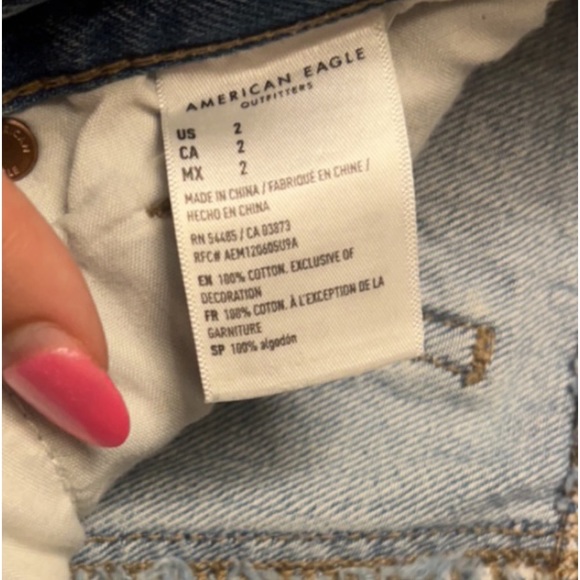 AMERICAN EAGLE
OUTFITTERS
US 2
CA 2
MX 2
MADE IN CHINA / FABRIQUÉ EN CHINE /
HECHO EN CHINA
RN 54485 / CA 03873
RFC# AEM120605U9A
EN 100% COTTON. EXCLUSIVE OF
DECORATION
FR 100% COTON. À L'EXCEPTION DE LA
GARNITURE
SP 100% algodón